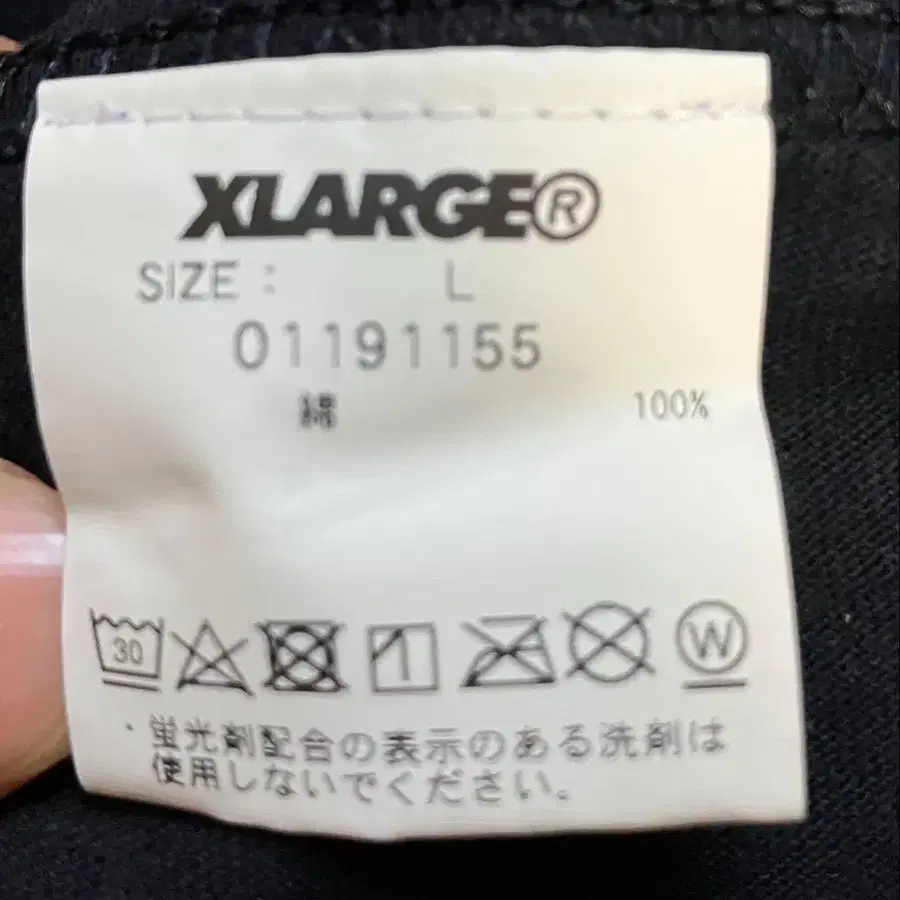 XLARGE®
SIZE : L
01191155
綿 100%
30
W
・蛍光剤配合の表示のある洗剤は
使用しないでください。